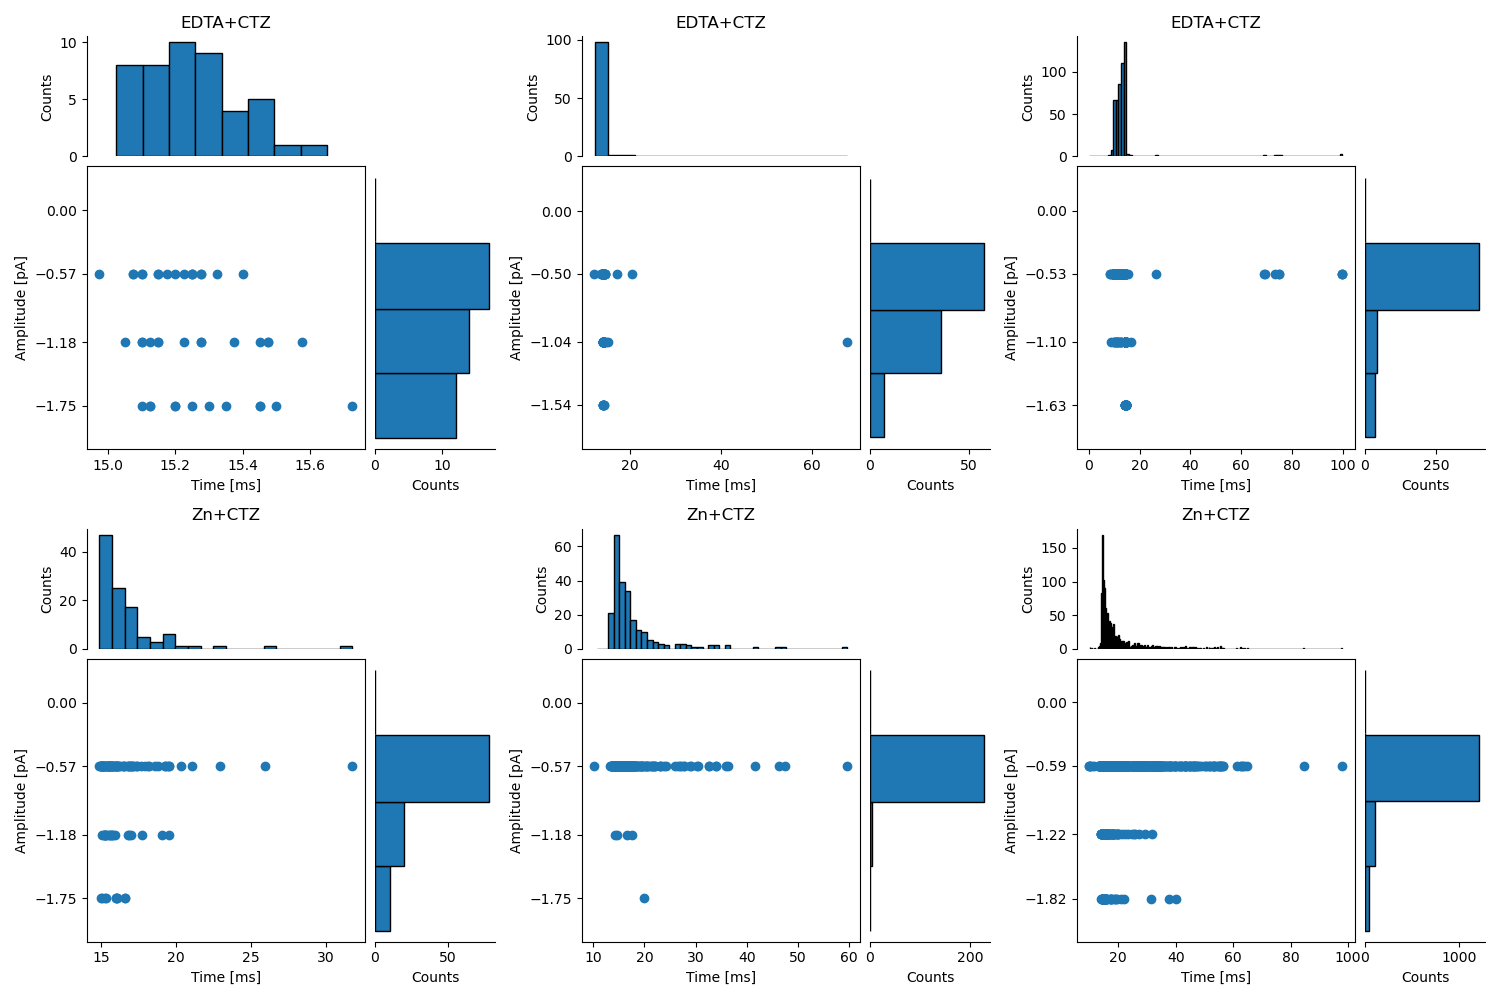 EDTA+CTZ
EDTA+CTZ
EDTA+CTZ
Counts
10
5
0
Counts
100
50
0
Counts
100
50
0
Amplitude [pA]
0.00
−0.57
−1.18
−1.75
15.0 15.2 15.4 15.6
Time [ms]
0 10
Counts
Amplitude [pA]
0.00
−0.50
−1.04
−1.54
20 40 60
Time [ms]
0 50
Counts
Amplitude [pA]
0.00
−0.53
−1.10
−1.63
0 20 40 60 80 100
Time [ms]
0 250
Counts
Zn+CTZ
Zn+CTZ
Zn+CTZ
Counts
40
20
0
Counts
60
40
20
0
Counts
150
100
50
0
Amplitude [pA]
0.00
−0.57
−1.18
−1.75
15 20 25 30
Time [ms]
0 50
Counts
Amplitude [pA]
0.00
−0.57
−1.18
−1.75
10 20 30 40 50 60
Time [ms]
0 200
Counts
Amplitude [pA]
0.00
−0.59
−1.22
−1.82
20 40 60 80 100
Time [ms]
0 1000
Counts